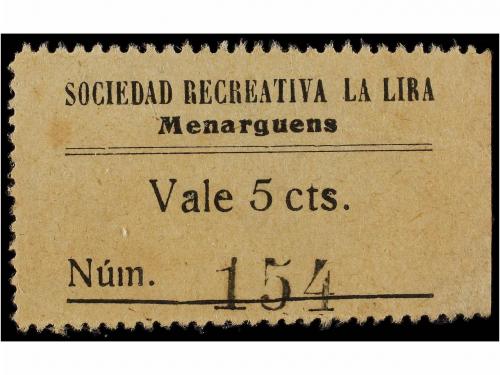 SOCIEDAD RECREATIVA LA LIRA
Menarguens
Vale 5 cts.
Núm. 154